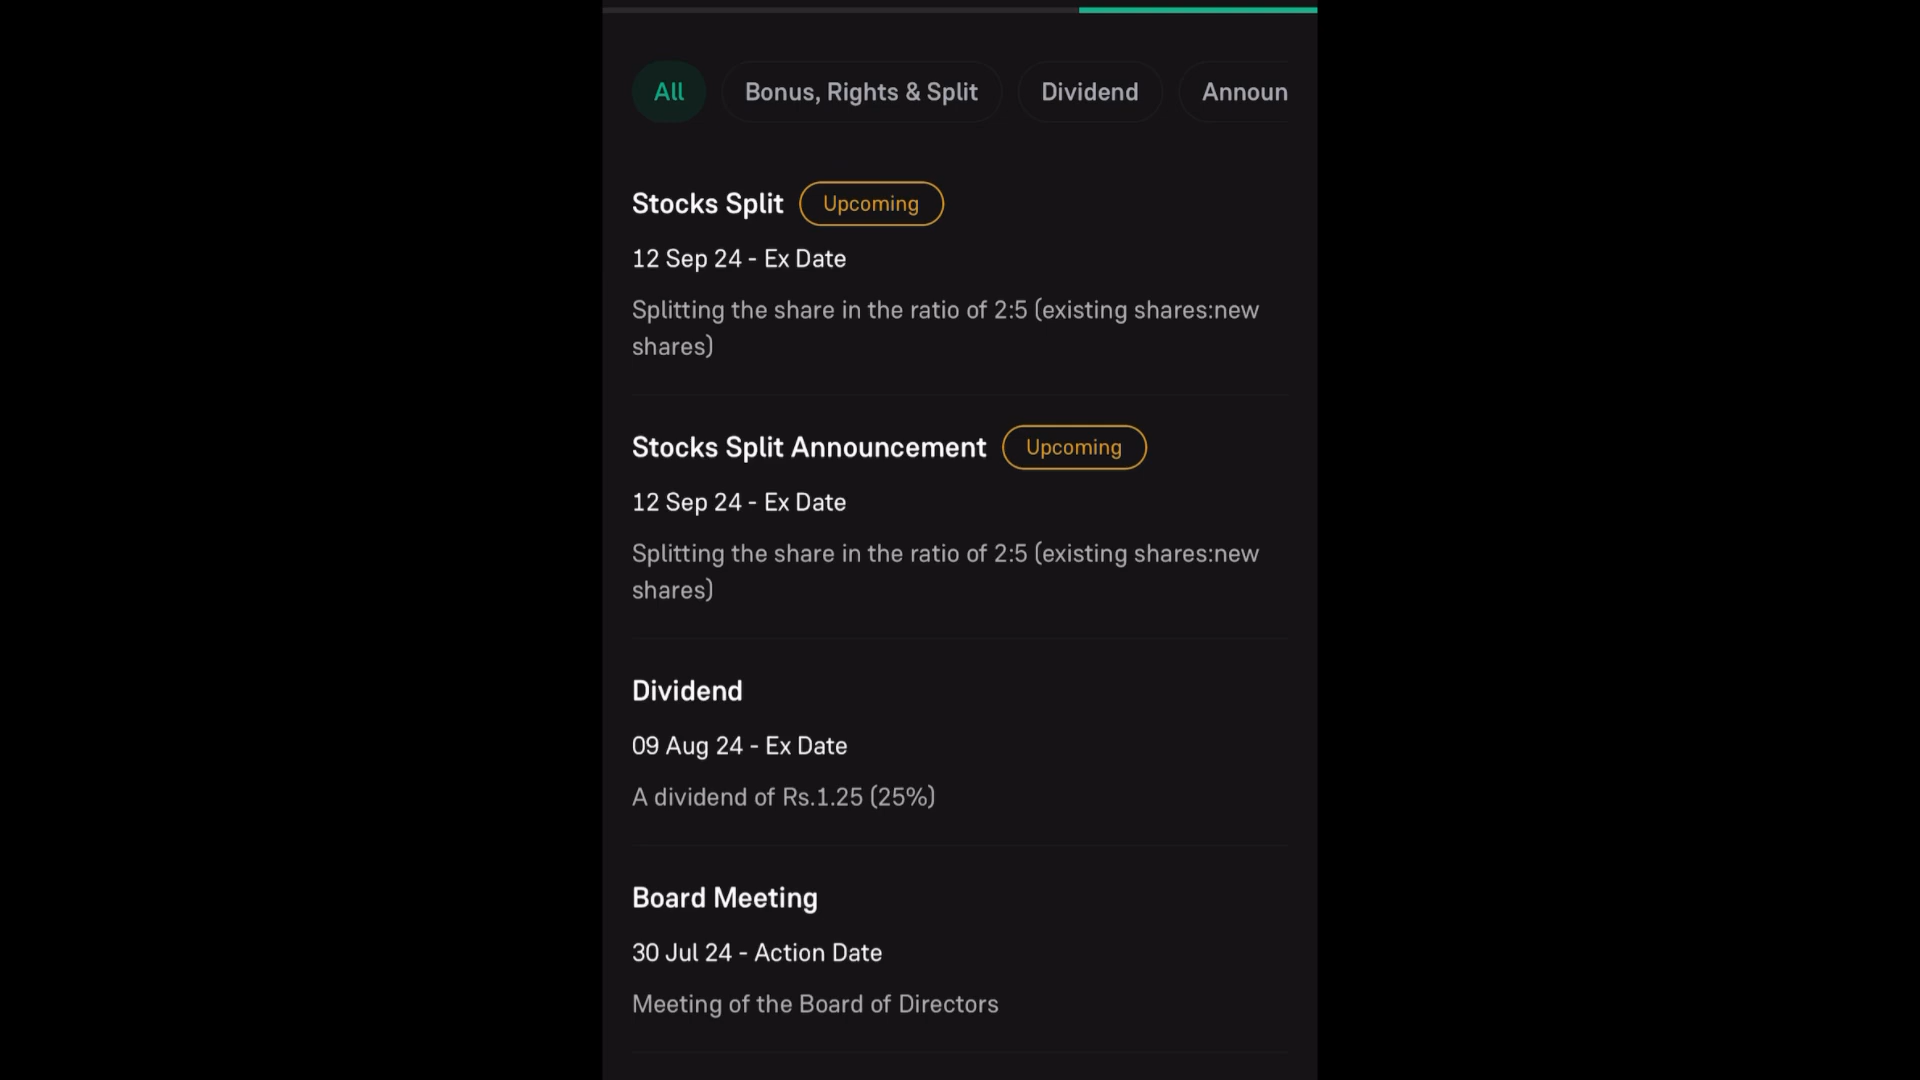 All
Bonus, Rights & Split
Dividend
Announ
Stocks Split Upcoming
12 Sep 24 - Ex Date
Splitting the share in the ratio of 2:5 (existing shares:new
shares)
Stocks Split Announcement Upcoming
12 Sep 24 - Ex Date
Splitting the share in the ratio of 2:5 (existing shares:new
shares)
Dividend
09 Aug 24 - Ex Date
A dividend of Rs.1.25 (25%)
Board Meeting
30 Jul 24 - Action Date
Meeting of the Board of Directors